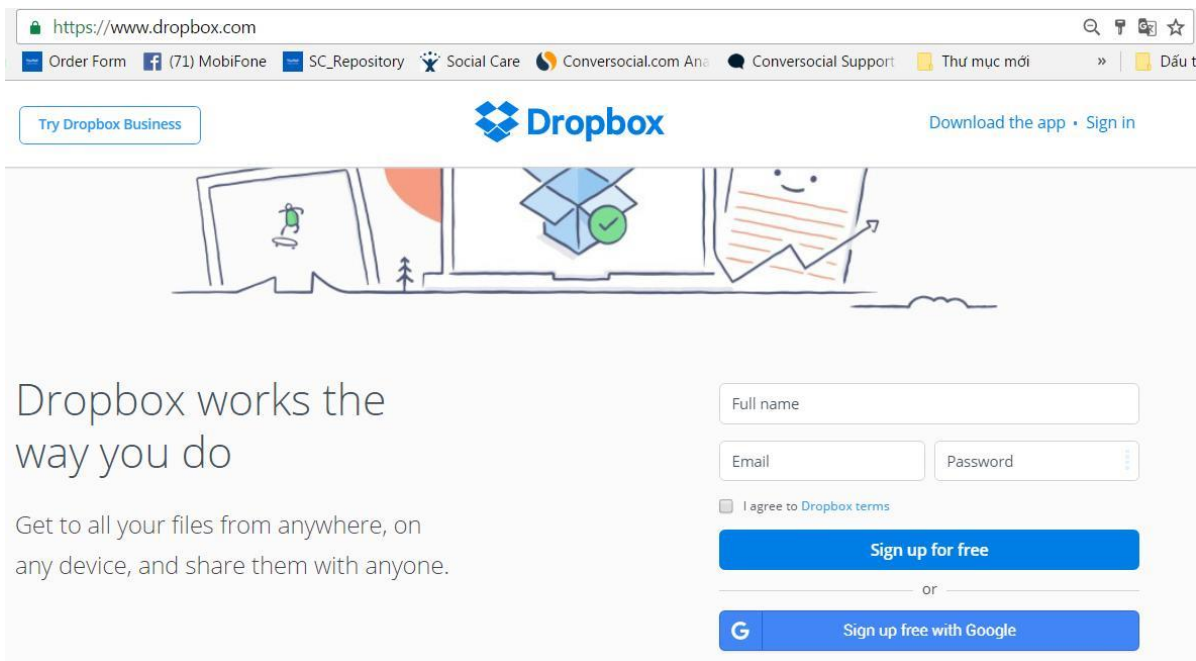 https://www.dropbox.com
Order Form (71) MobiFone SC_Repository Social Care Conversocial.com Ana Conversocial Support Thư mục mới » Dấu t
Try Dropbox Business Dropbox Download the app • Sign in
Dropbox works the
way you do
Get to all your files from anywhere, on
any device, and share them with anyone.
Full name
Email Password
I agree to Dropbox terms
Sign up for free
or
G Sign up free with Google